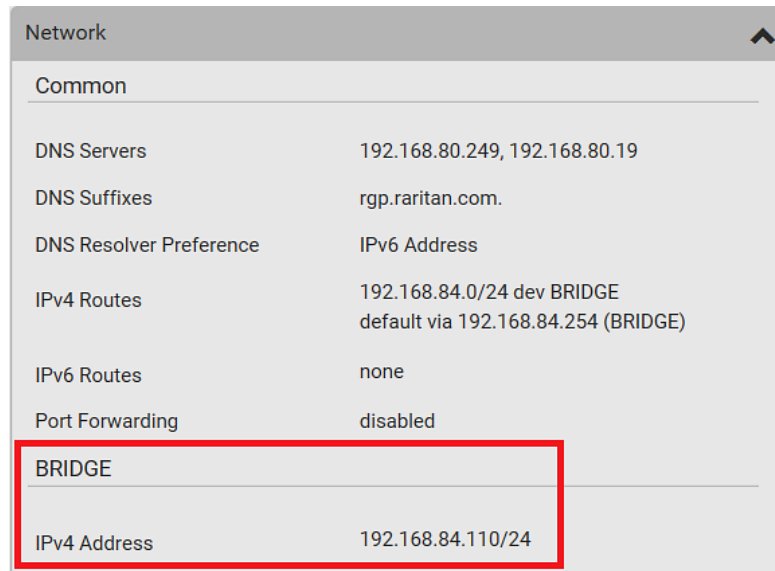 Network
Common
DNS Servers 192.168.80.249, 192.168.80.19
DNS Suffixes rgp.raritan.com.
DNS Resolver Preference IPv6 Address
IPv4 Routes 192.168.84.0/24 dev BRIDGE
default via 192.168.84.254 (BRIDGE)
IPv6 Routes none
Port Forwarding disabled
BRIDGE
IPv4 Address 192.168.84.110/24